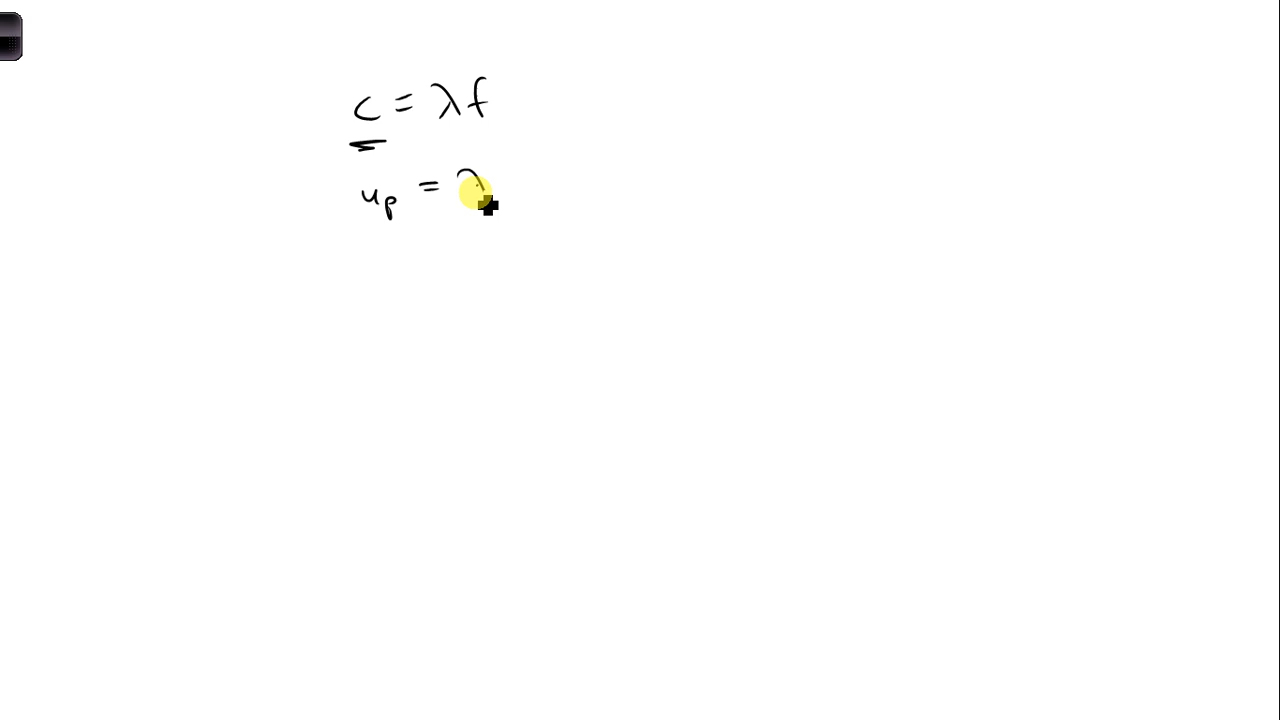 c = λf
u_p = λ